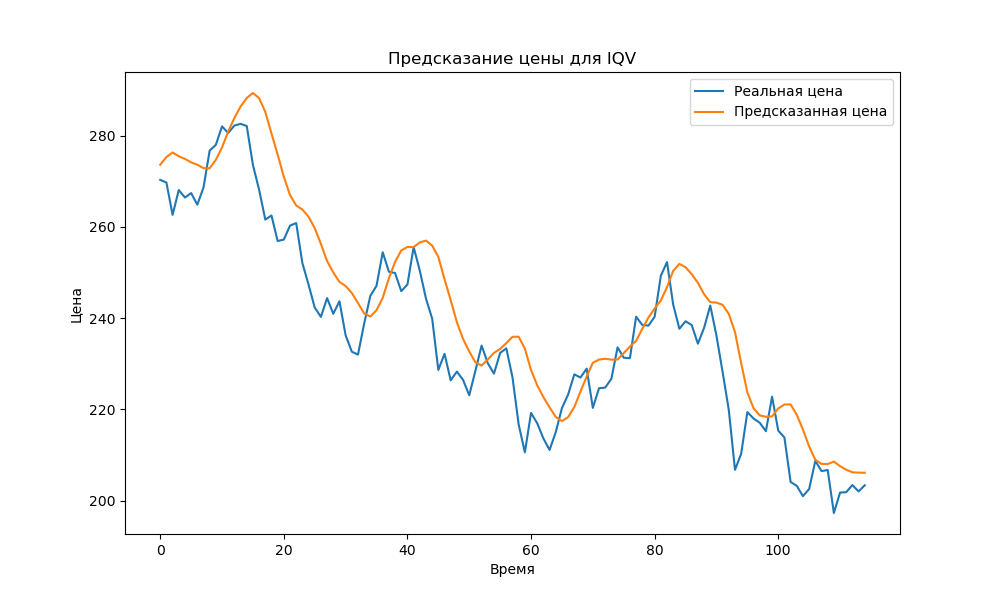 Предсказание цены для IQV
Реальная цена
Предсказанная цена
Цена
280
260
240
220
200
0 20 40 60 80 100
Время